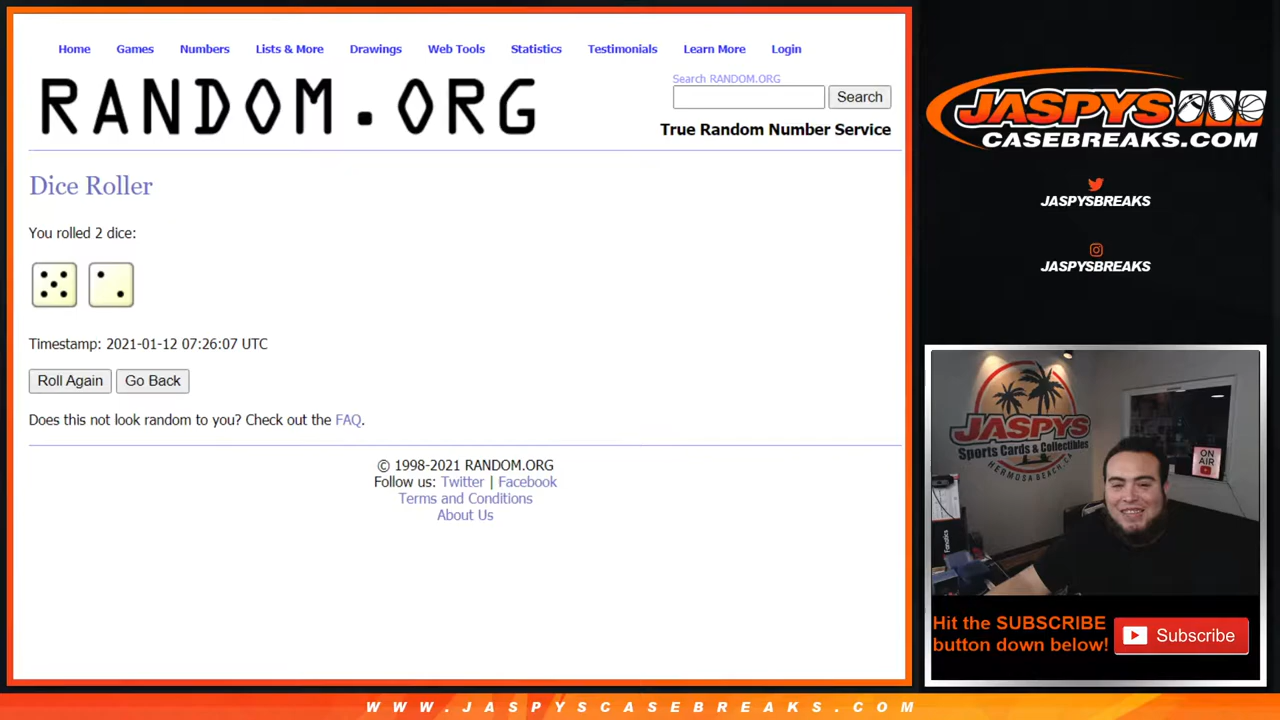 Home Games Numbers Lists & More Drawings Web Tools Statistics Testimonials Learn More Login
RANDOM.ORG
Search RANDOM.ORG
Search
True Random Number Service
Dice Roller
You rolled 2 dice:
Timestamp: 2021-01-12 07:26:07 UTC
Roll Again Go Back
Does this not look random to you? Check out the FAQ.
© 1998-2021 RANDOM.ORG
Follow us: Twitter | Facebook
Terms and Conditions
About Us
JASPYS
CASEBREAKS.COM
JASPYSBREAKS
JASPYSBREAKS
JASPYS
Sports Cards & Collectibles
HERMOSA BEACH, CA
ON
AIR
Fanatics
Hit the SUBSCRIBE
button down below!
Subscribe
WWW.JASPYSCASEBREAKS.COM